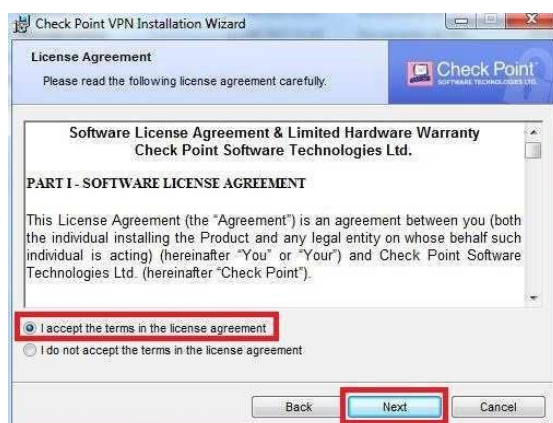 Check Point VPN Installation Wizard
License Agreement
Please read the following license agreement carefully.
Check Point
SOFTWARE TECHNOLOGIES LTD.
Software License Agreement & Limited Hardware Warranty
Check Point Software Technologies Ltd.
PART I - SOFTWARE LICENSE AGREEMENT
This License Agreement (the “Agreement”) is an agreement between you (both
the individual installing the Product and any legal entity on whose behalf such
individual is acting) (hereinafter “You” or “Your”) and Check Point Software
Technologies Ltd. (hereinafter “Check Point”).
I accept the terms in the license agreement
I do not accept the terms in the license agreement
Back
Next
Cancel